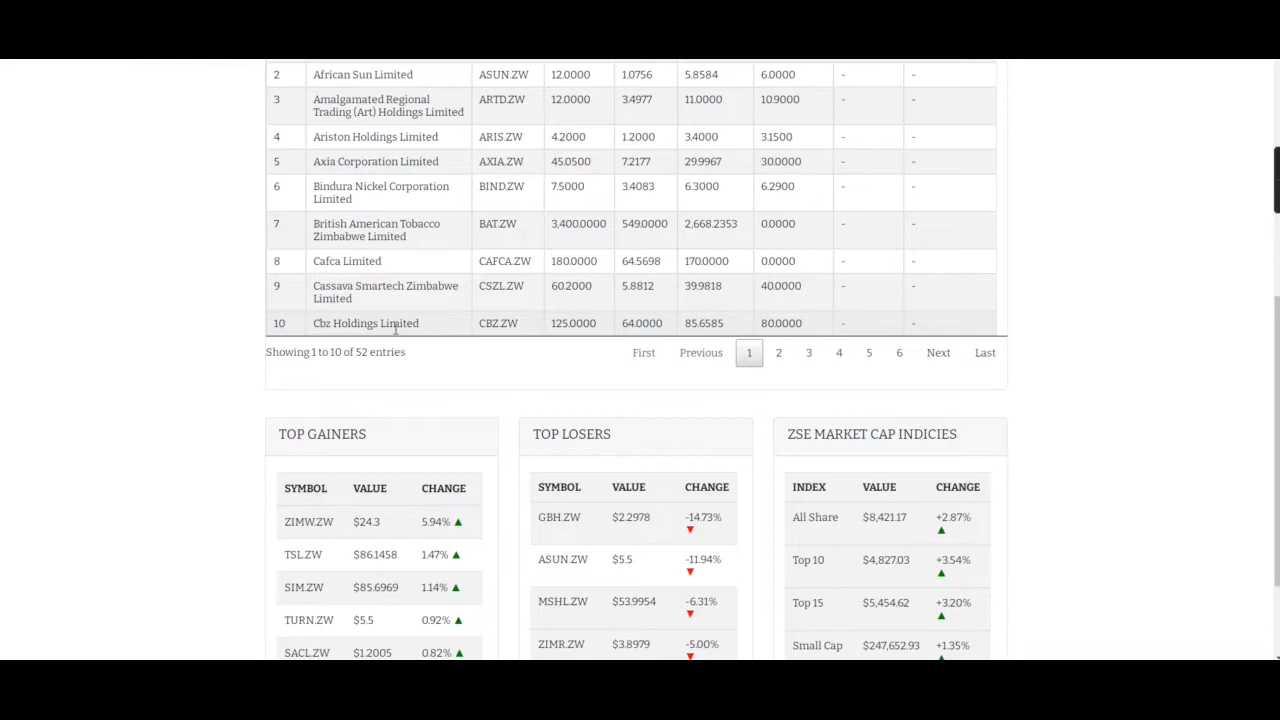 2 African Sun Limited ASUN.ZW 12.0000 1.0756 5.8584 6.0000 - -
3 Amalgamated Regional ARTD.ZW 12.0000 3.4977 11.0000 10.9000 - -
Trading (Art) Holdings Limited
4 Ariston Holdings Limited ARIS.ZW 4.2000 1.2000 3.4000 3.1500 - -
5 Axia Corporation Limited AXIA.ZW 45.0500 7.2177 29.9967 30.0000 - -
6 Bindura Nickel Corporation BIND.ZW 7.5000 3.4083 6.3000 6.2900 - -
Limited
7 British American Tobacco BAT.ZW 3,400.0000 549.0000 2,668.2353 0.0000 - -
Zimbabwe Limited
8 Cafca Limited CAFCA.ZW 180.0000 64.5698 170.0000 0.0000 - -
9 Cassava Smartech Zimbabwe CSZL.ZW 60.2000 5.8812 39.9818 40.0000 - -
Limited
10 Cbz Holdings Limited CBZ.ZW 125.0000 64.0000 85.6585 80.0000 - -
Showing 1 to 10 of 52 entries First Previous 1 2 3 4 5 6 Next Last
TOP GAINERS
SYMBOL VALUE CHANGE
ZIMW.ZW $24.3 5.94% ▲
TSL.ZW $86.1458 1.47% ▲
SIM.ZW $85.6969 1.14% ▲
TURN.ZW $5.5 0.92% ▲
SACL.ZW $1.2005 0.82% ▲
TOP LOSERS
SYMBOL VALUE CHANGE
GBH.ZW $2.2978 -14.73% ▼
ASUN.ZW $5.5 -11.94% ▼
MSHL.ZW $53.9954 -6.31% ▼
ZIMR.ZW $3.8979 -5.00% ▼
ZSE MARKET CAP INDICIES
INDEX VALUE CHANGE
All Share $8,421.17 +2.87% ▲
Top 10 $4,827.03 +3.54% ▲
Top 15 $5,454.62 +3.20% ▲
Small Cap $247,652.93 +1.35% ▲